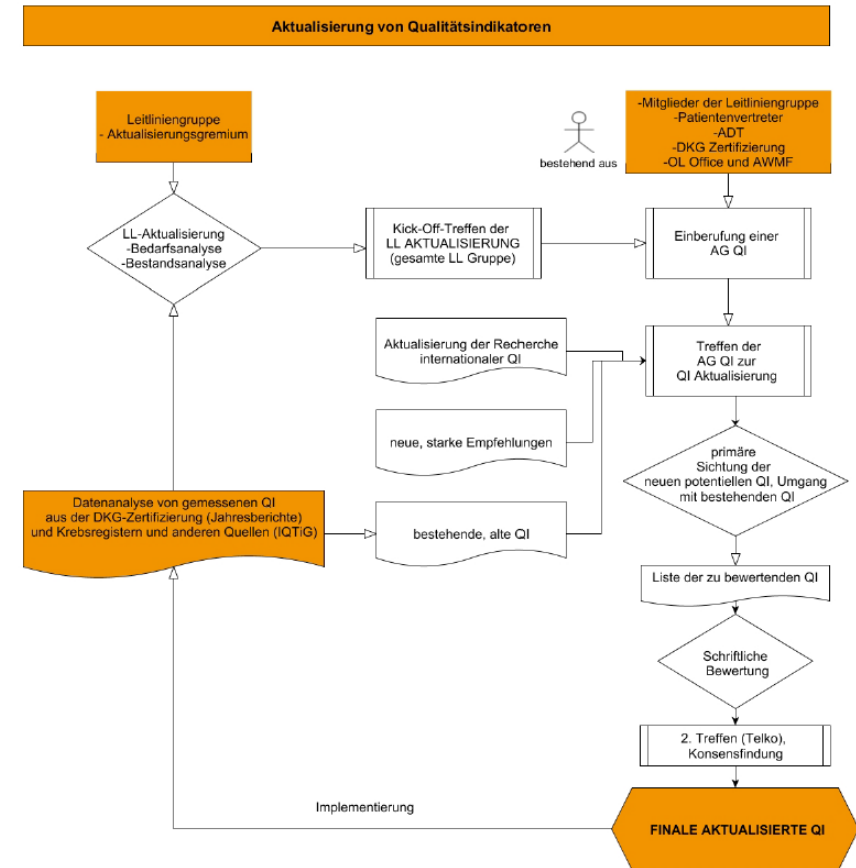 Aktualisierung von Qualitätsindikatoren
Leitliniengruppe
- Aktualisierungsgremium
bestehend aus
-Mitglieder der Leitliniengruppe
-Patientenvertreter
-ADT
-DKG Zertifizierung
-OL Office und AWMF
LL-Aktualisierung
-Bedarfsanalyse
-Bestandsanalyse
Kick-Off-Treffen der
LL AKTUALISIERUNG
(gesamte LL Gruppe)
Einberufung einer
AG QI
Aktualisierung der Recherche
internationaler QI
Treffen der
AG QI zur
QI Aktualisierung
neue, starke Empfehlungen
primäre
Sichtung der
neuen potentiellen QI, Umgang
mit bestehenden QI
Datenanalyse von gemessenen QI
aus der DKG-Zertifizierung (Jahresberichte)
und Krebsregistern und anderen Quellen (IQTiG)
bestehende, alte QI
Liste der zu bewertenden QI
Schriftliche
Bewertung
2. Treffen (Telko),
Konsensfindung
Implementierung
FINALE AKTUALISIERTE QI